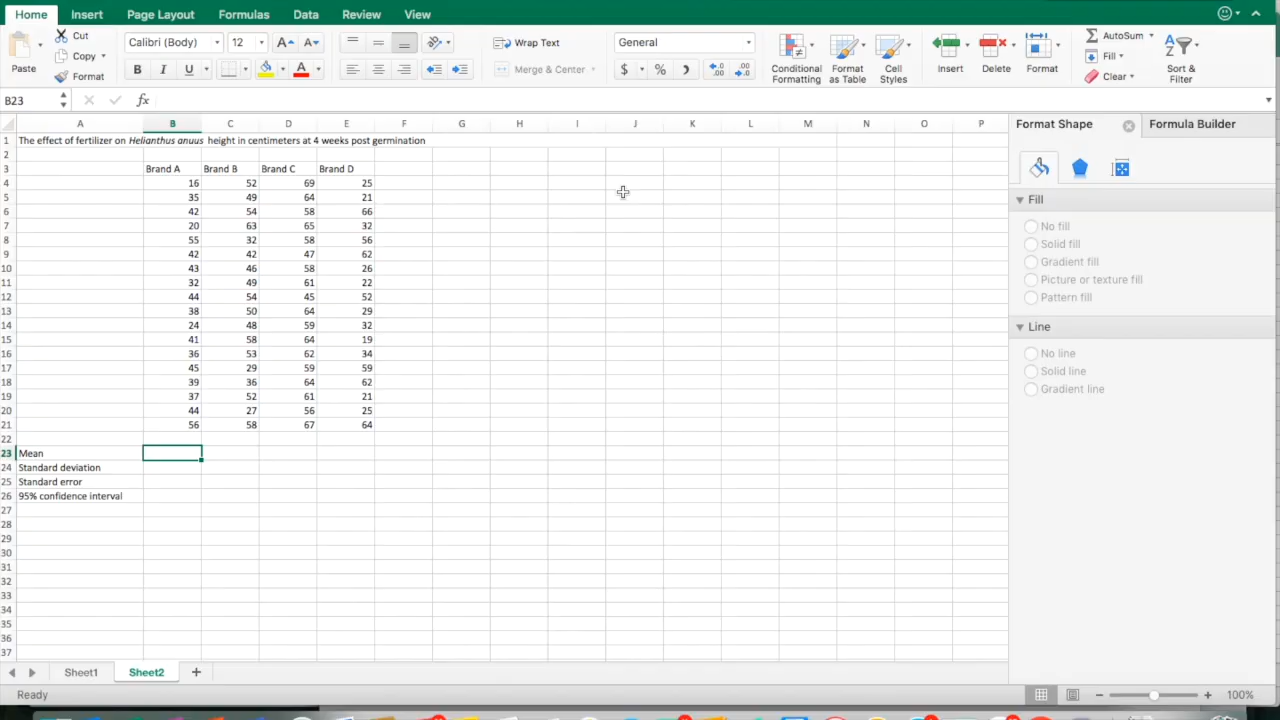 Home Insert Page Layout Formulas Data Review View
Paste
Cut
Copy
Format
Calibri (Body) 12 A A
B I U A
Wrap Text
Merge & Center
General
$ % ,
Conditional Formatting
Format as Table
Cell Styles
Insert
Delete
Format
AutoSum
Fill
Clear
Sort & Filter
B23 fx
A B C D E F G H I J K L M N O P
1 The effect of fertilizer on Helianthus anuus height in centimeters at 4 weeks post germination
2
3 Brand A Brand B Brand C Brand D
4 16 52 69 25
5 35 49 64 21
6 42 54 58 66
7 20 63 65 32
8 55 32 58 56
9 42 42 47 62
10 43 46 58 26
11 32 49 61 22
12 44 54 45 52
13 38 50 64 29
14 24 48 59 32
15 41 58 64 19
16 36 53 62 34
17 45 29 59 59
18 39 36 64 62
19 37 52 61 21
20 44 27 56 25
21 56 58 67 64
22
23 Mean
24 Standard deviation
25 Standard error
26 95% confidence interval
27
28
29
30
31
32
33
34
35
36
37
Format Shape Formula Builder
Fill
No fill
Solid fill
Gradient fill
Picture or texture fill
Pattern fill
Line
No line
Solid line
Gradient line
Sheet1 Sheet2 +
Ready 100%